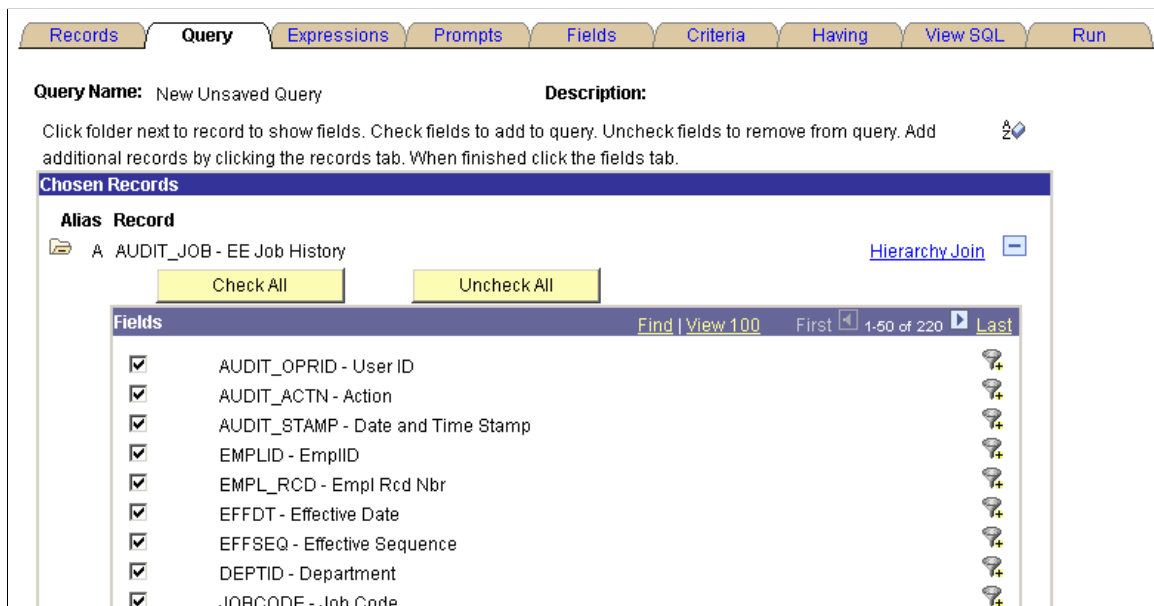 Records Query Expressions Prompts Fields Criteria Having View SQL Run
Query Name: New Unsaved Query Description:
Click folder next to record to show fields. Check fields to add to query. Uncheck fields to remove from query. Add
additional records by clicking the records tab. When finished click the fields tab.
Chosen Records
Alias Record
A AUDIT_JOB - EE Job History Hierarchy Join
Check All Uncheck All
Fields Find | View 100 First 1-50 of 220 Last
AUDIT_OPRID - User ID
AUDIT_ACTN - Action
AUDIT_STAMP - Date and Time Stamp
EMPLID - EmplID
EMPL_RCD - Empl Rcd Nbr
EFFDT - Effective Date
EFFSEQ - Effective Sequence
DEPTID - Department
JOBCODE - Job Code